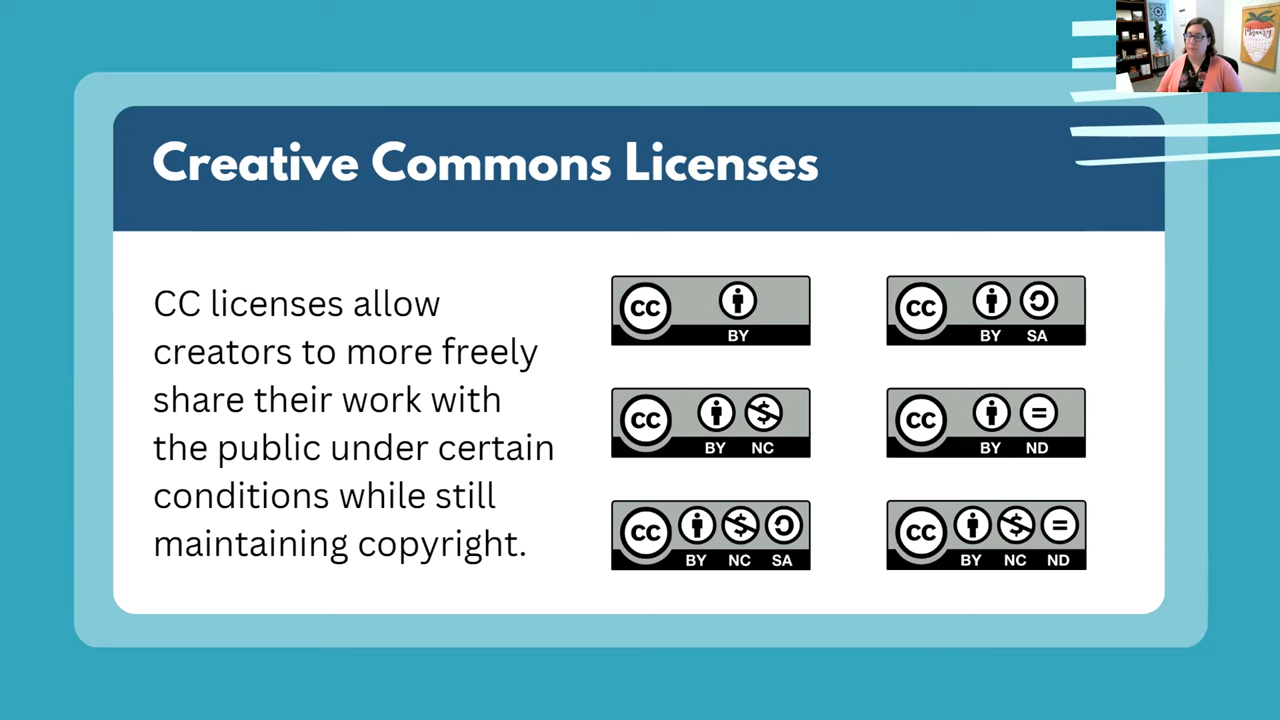 Creative Commons Licenses
CC licenses allow
creators to more freely
share their work with
the public under certain
conditions while still
maintaining copyright.
CC BY
CC BY SA
CC BY NC
CC BY ND
CC BY NC SA
CC BY NC ND